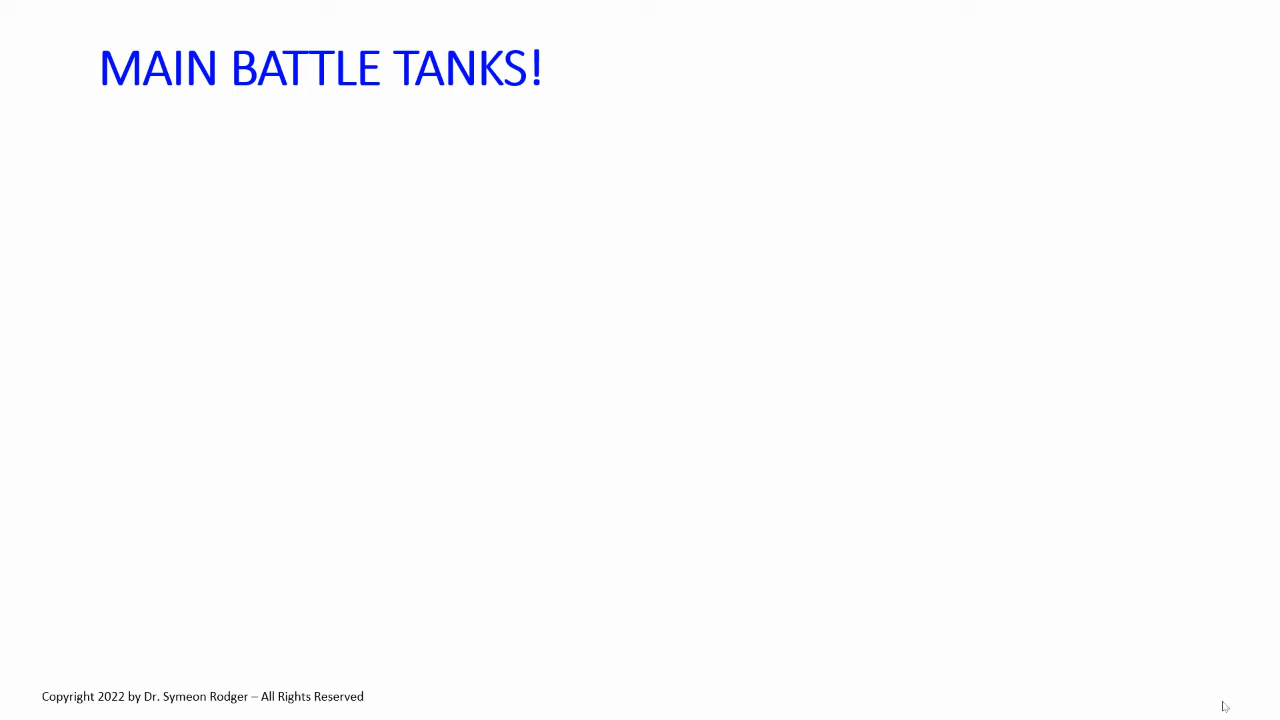 MAIN BATTLE TANKS!
Copyright 2022 by Dr. Symeon Rodger – All Rights Reserved